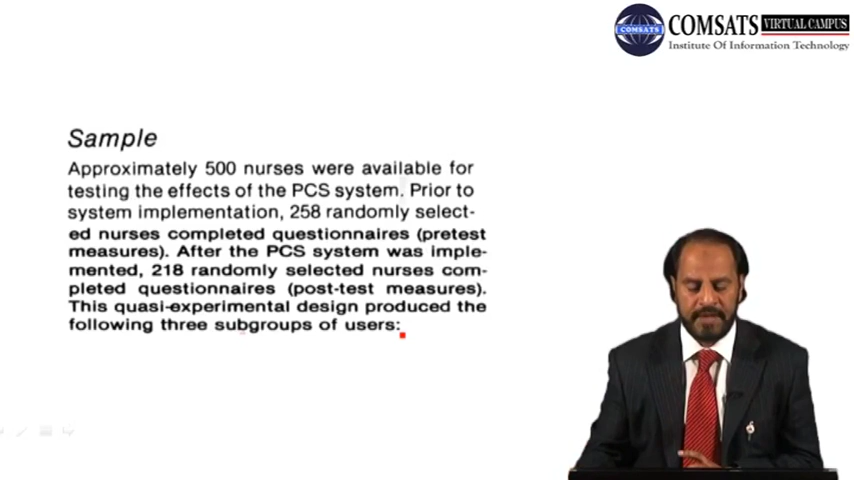 COMSATS
COMSATS VIRTUAL CAMPUS
Institute Of Information Technology
Sample
Approximately 500 nurses were available for
testing the effects of the PCS system. Prior to
system implementation, 258 randomly select-
ed nurses completed questionnaires (pretest
measures). After the PCS system was imple-
mented, 218 randomly selected nurses com-
pleted questionnaires (post-test measures).
This quasi-experimental design produced the
following three subgroups of users: